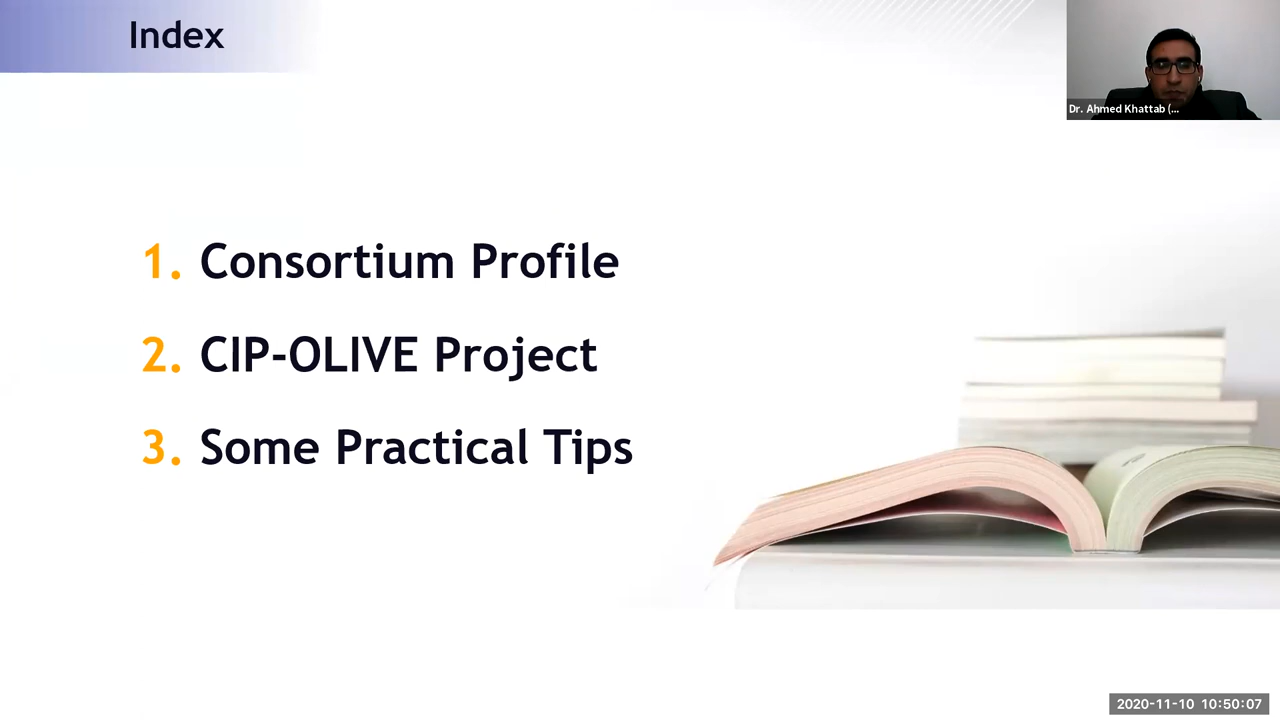 Index
Dr. Ahmed Khattab (...
1. Consortium Profile
2. CIP-OLIVE Project
3. Some Practical Tips
2020-11-10 10:50:07